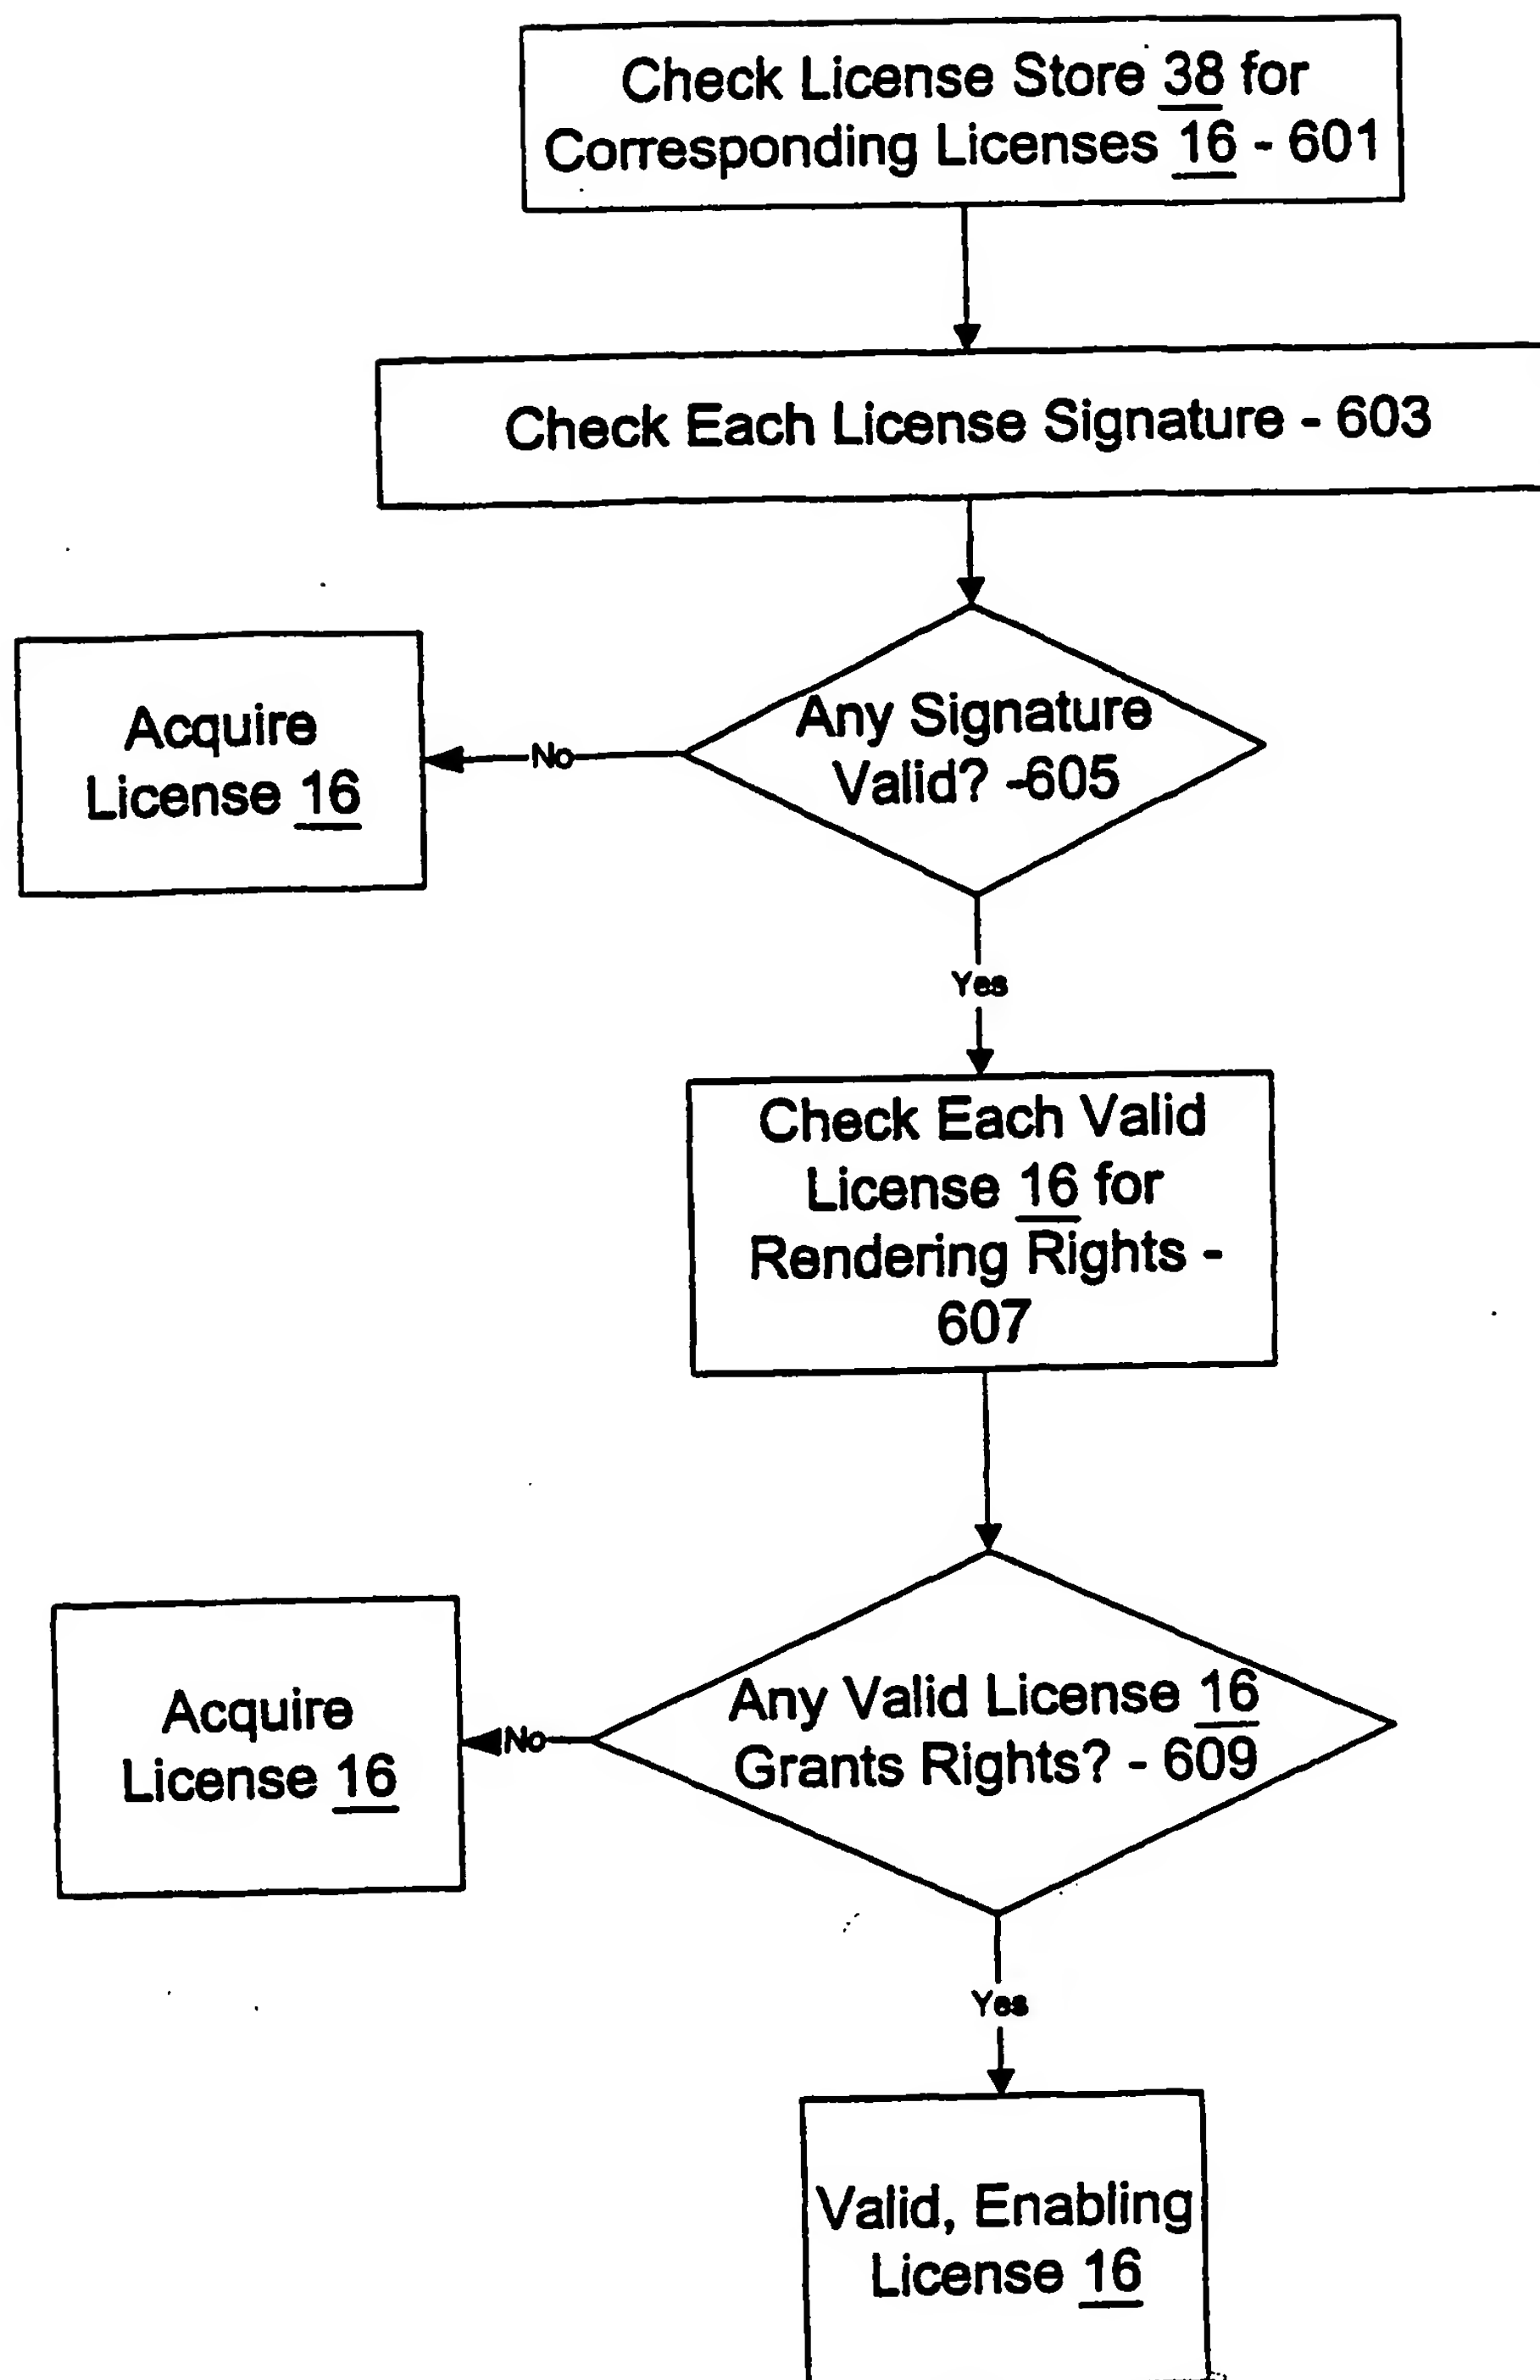 Check License Store 38 for
Corresponding Licenses 16 - 601
Check Each License Signature - 603
Any Signature
Valid? -605
No
Acquire
License 16
Yes
Check Each Valid
License 16 for
Rendering Rights -
607
Any Valid License 16
Grants Rights? - 609
No
Acquire
License 16
Yes
Valid, Enabling
License 16